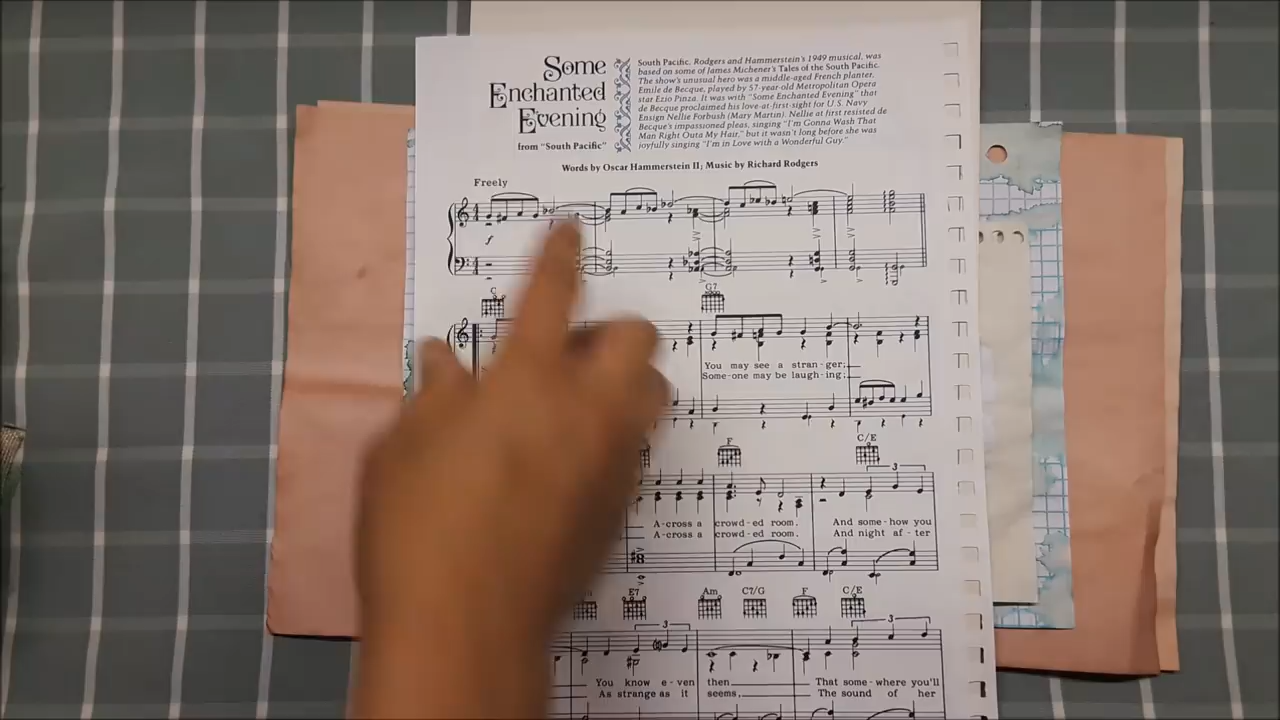 Some
Enchanted
Evening
from "South Pacific"
South Pacific, Rodgers and Hammerstein's 1949 musical, was
based on some of James Michener's Tales of the South Pacific.
The show's unusual hero was a middle-aged French planter,
Emile de Becque, played by 57-year-old Metropolitan Opera
star Ezio Pinza. It was with "Some Enchanted Evening" that
de Becque proclaimed his love-at-first-sight for U.S. Navy
Ensign Nellie Forbush (Mary Martin). Nellie at first resisted de
Becque's impassioned pleas, singing "I'm Gonna Wash That
Man Right Outa My Hair," but it wasn't long before she was
joyfully singing "I'm in Love with a Wonderful Guy."
Words by Oscar Hammerstein II; Music by Richard Rodgers
Freely
f
C G7
You may see a stran-ger;
Some-one may be laugh-ing;
F C/E
3
A-cross a crowd-ed room. And some-how you
A-cross a crowd-ed room. And night af-ter
E7 Am C7/G F C/E
3 3
You know e-ven then That some-where you'll
As strange as it seems, The sound of her